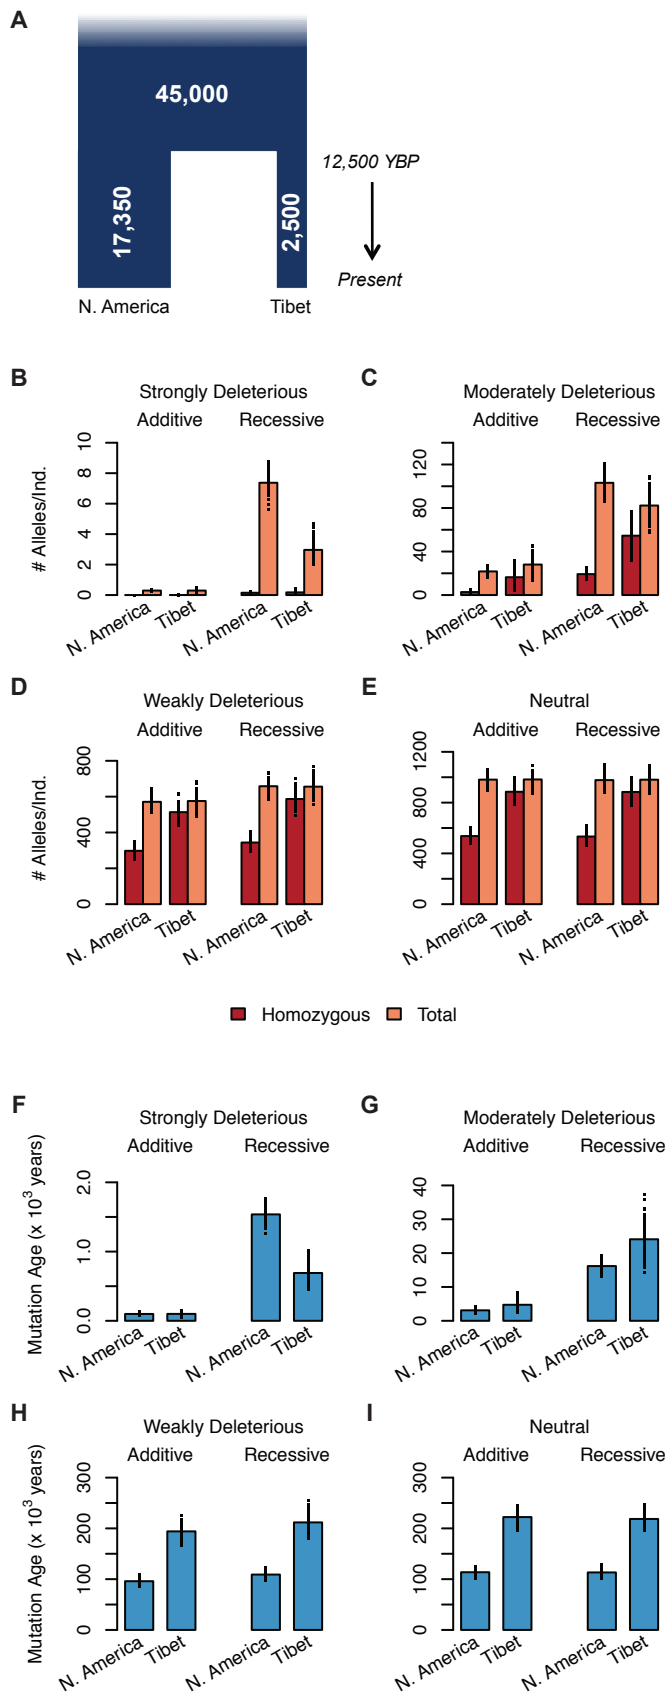 A
45,000
17,350
2,500
12,500 YBP
Present
N. America
Tibet
B
Strongly Deleterious
Additive
Recessive
# Alleles/Ind.
10
8
6
4
2
0
N. America
Tibet
N. America
Tibet
C
Moderately Deleterious
Additive
Recessive
120
80
40
0
N. America
Tibet
N. America
Tibet
D
Weakly Deleterious
Additive
Recessive
# Alleles/Ind.
800
400
0
N. America
Tibet
N. America
Tibet
E
Neutral
Additive
Recessive
1200
800
400
0
N. America
Tibet
N. America
Tibet
Homozygous
Total
F
Strongly Deleterious
Additive
Recessive
Mutation Age (x 10³ years)
2.0
1.0
0.0
N. America
Tibet
N. America
Tibet
G
Moderately Deleterious
Additive
Recessive
40
30
20
10
0
N. America
Tibet
N. America
Tibet
H
Weakly Deleterious
Additive
Recessive
Mutation Age (x 10³ years)
300
200
100
0
N. America
Tibet
N. America
Tibet
I
Neutral
Additive
Recessive
300
200
100
0
N. America
Tibet
N. America
Tibet